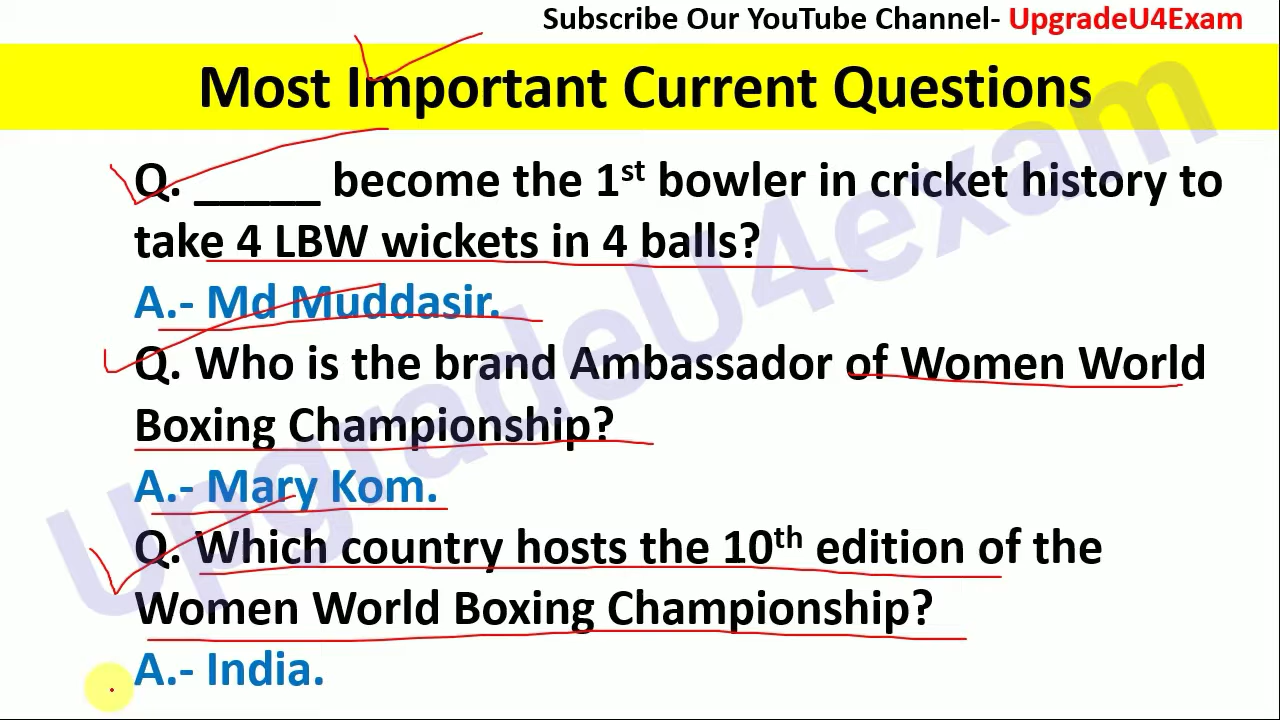 Subscribe Our YouTube Channel- UpgradeU4Exam
Most Important Current Questions
Q. _____ become the 1st bowler in cricket history to
take 4 LBW wickets in 4 balls?
A.- Md Muddasir.
Q. Who is the brand Ambassador of Women World
Boxing Championship?
A.- Mary Kom.
Q. Which country hosts the 10th edition of the
Women World Boxing Championship?
A.- India.
UpgradeU4exam